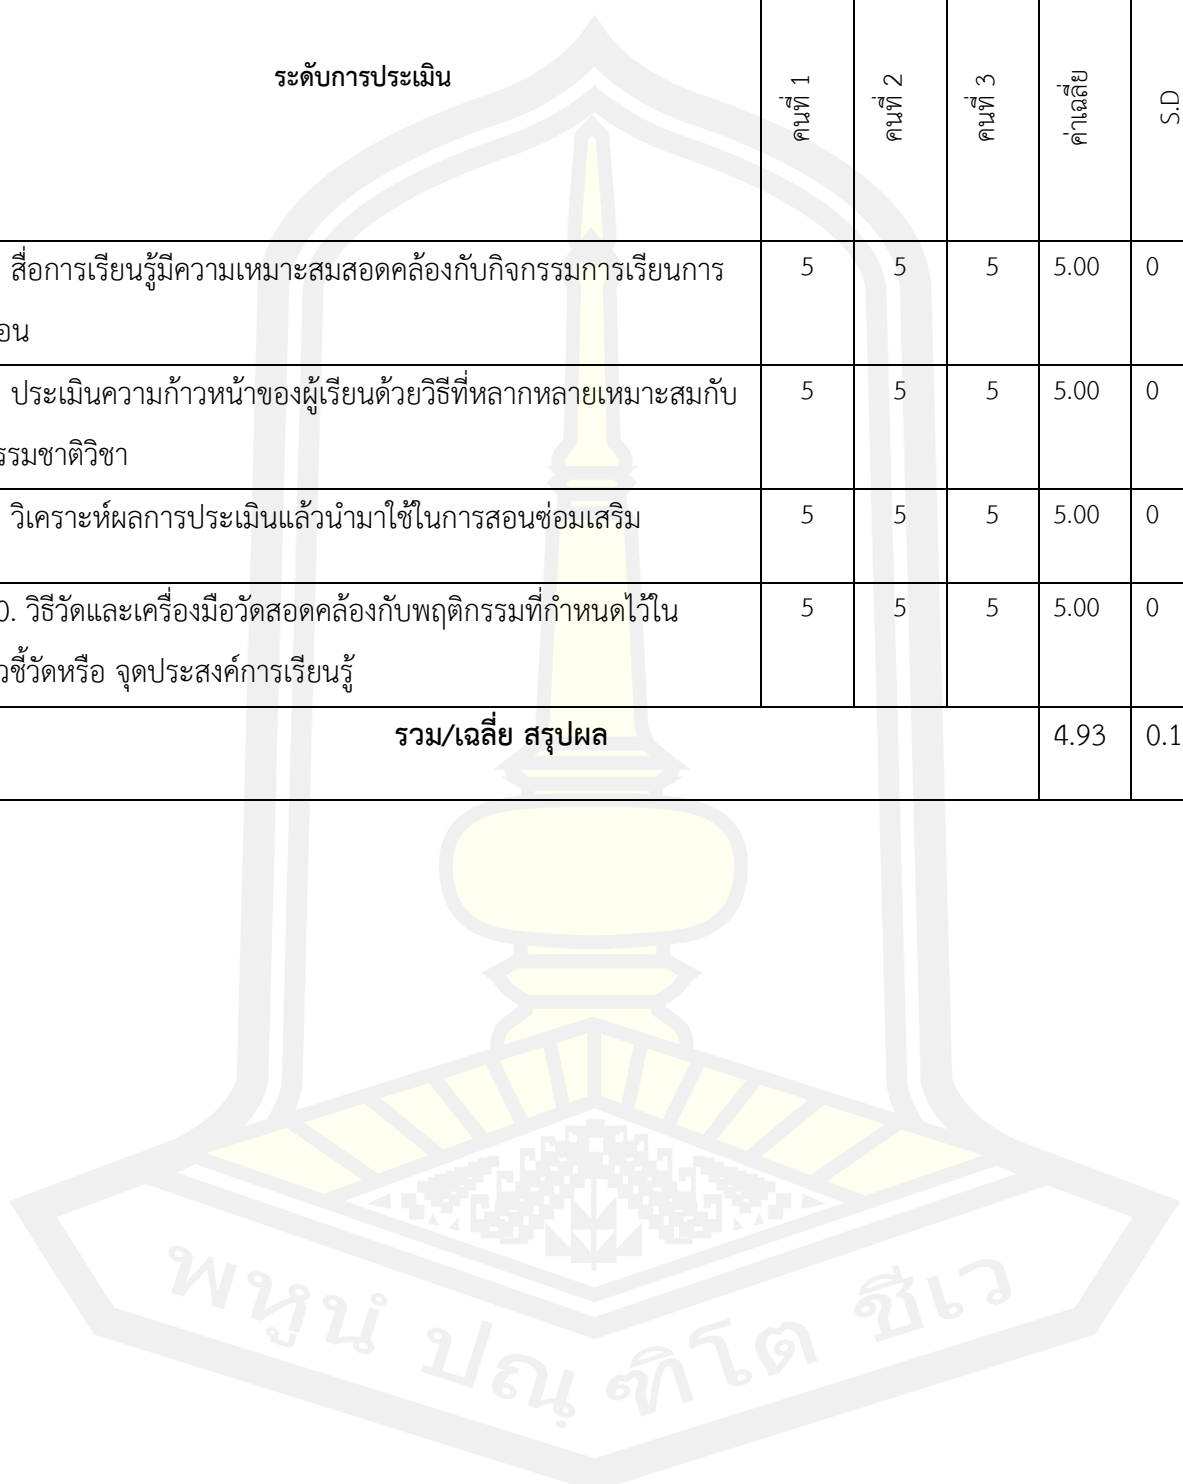 ระดับการประเมิน คนที่ 1 คนที่ 2 คนที่ 3 ค่าเฉลี่ย S.D
สื่อการเรียนรู้มีความเหมาะสมสอดคล้องกับกิจกรรมการเรียนการ 5 5 5 5.00 0
อน
ประเมินความก้าวหน้าของผู้เรียนด้วยวิธีที่หลากหลายเหมาะสมกับ 5 5 5 5.00 0
รรมชาติวิชา
วิเคราะห์ผลการประเมินแล้วนำมาใช้ในการสอนซ่อมเสริม 5 5 5 5.00 0
0. วิธีวัดและเครื่องมือวัดสอดคล้องกับพฤติกรรมที่กำหนดไว้ใน 5 5 5 5.00 0
วชี้วัดหรือ จุดประสงค์การเรียนรู้
รวม/เฉลี่ย สรุปผล 4.93 0.1
พหูนํ ปณฺฑิโต ชีเว